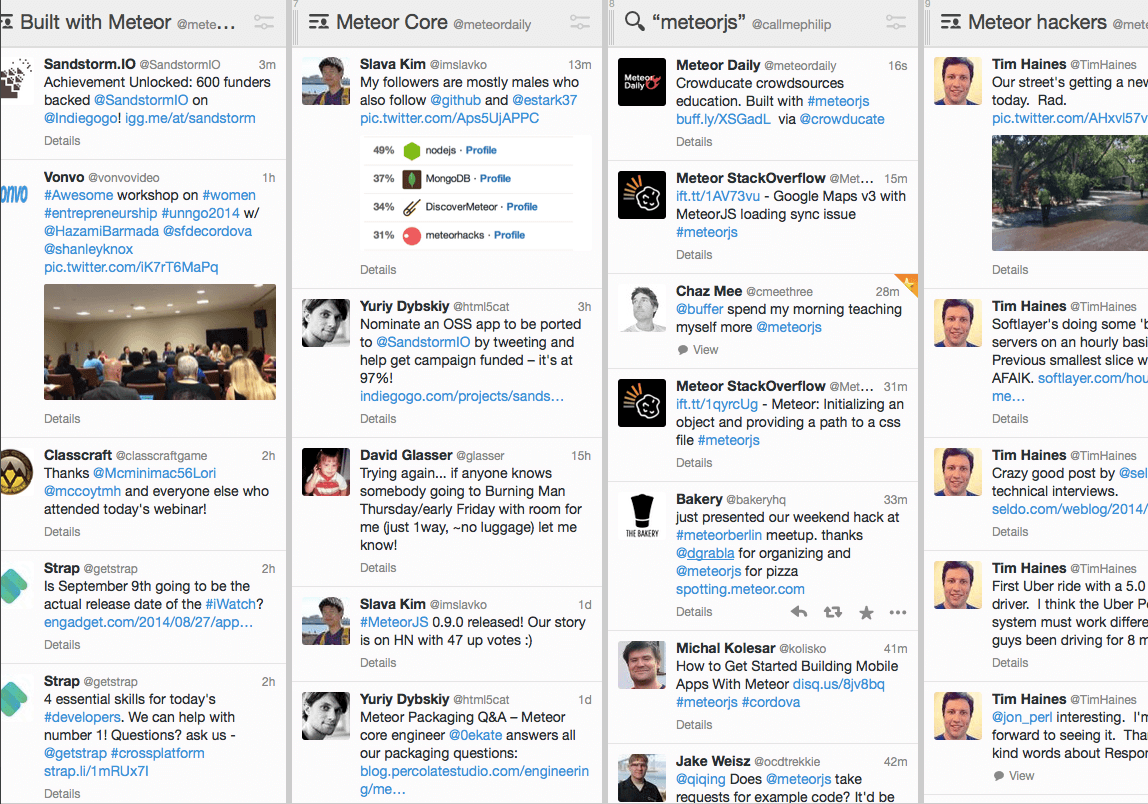 Built with Meteor @mete…
Sandstorm.IO @SandstormIO 3m
Achievement Unlocked: 600 funders
backed @SandstormIO on
@Indiegogo! igg.me/at/sandstorm
Details
Vonvo @vonvovideo 1h
#Awesome workshop on #women
#entrepreneurship #unngo2014 w/
@HazamiBarmada @sfdecordova
@shanleyknox
pic.twitter.com/iK7rT6MaPq
Details
Classcraft @classcraftgame 2h
Thanks @Mcminimac56Lori
@mccoytmh and everyone else who
attended today's webinar!
Details
Strap @getstrap 2h
Is September 9th going to be the
actual release date of the #iWatch?
engadget.com/2014/08/27/app…
Details
Strap @getstrap 2h
4 essential skills for today's
#developers. We can help with
number 1! Questions? ask us -
@getstrap #crossplatform
strap.li/1mRUx7I
Details
7
Meteor Core @meteordaily
Slava Kim @imslavko 13m
My followers are mostly males who
also follow @github and @estark37
pic.twitter.com/Aps5UjAPPC
49% nodejs · Profile
37% MongoDB · Profile
34% DiscoverMeteor · Profile
31% meteorhacks · Profile
Details
Yuriy Dybskiy @html5cat 3h
Nominate an OSS app to be ported
to @SandstormIO by tweeting and
help get campaign funded – it's at
97%!
indiegogo.com/projects/sands…
Details
David Glasser @glasser 15h
Trying again... if anyone knows
somebody going to Burning Man
Thursday/early Friday with room for
me (just 1way, ~no luggage) let me
know!
Details
Slava Kim @imslavko 1d
#MeteorJS 0.9.0 released! Our story
is on HN with 47 up votes :)
Details
Yuriy Dybskiy @html5cat 1d
Meteor Packaging Q&A – Meteor
core engineer @0ekate answers all
our packaging questions:
blog.percolatestudio.com/engineerin
g/me…
8
“meteorjs” @callmephilip
Meteor Daily
Meteor Daily @meteordaily 16s
Crowducate crowdsources
education. Built with #meteorjs
buff.ly/XSGadL via @crowducate
Details
Meteor StackOverflow @Met… 15m
ift.tt/1AV73vu - Google Maps v3 with
MeteorJS loading sync issue
#meteorjs
Details
Chaz Mee @cmeethree 28m
@buffer spend my morning teaching
myself more @meteorjs
View
Meteor StackOverflow @Met… 31m
ift.tt/1qyrcUg - Meteor: Initializing an
object and providing a path to a css
file #meteorjs
Details
THE BAKERY
Bakery @bakeryhq 33m
just presented our weekend hack at
#meteorberlin meetup. thanks
@dgrabla for organizing and
@meteorjs for pizza
spotting.meteor.com
Details
Michal Kolesar @kolisko 41m
How to Get Started Building Mobile
Apps With Meteor disq.us/8jv8bq
#meteorjs #cordova
Details
Jake Weisz @ocdtrekkie 42m
@qiqing Does @meteorjs take
requests for example code? It'd be
9
Meteor hackers @mete
Tim Haines @TimHaines
Our street's getting a new
today. Rad.
pic.twitter.com/AHxvl57v
Details
Tim Haines @TimHaines
Softlayer's doing some 'b
servers on an hourly basi
Previous smallest slice w
AFAIK. softlayer.com/hou
me…
Details
Tim Haines @TimHaines
Crazy good post by @sel
technical interviews.
seldo.com/weblog/2014/
Details
Tim Haines @TimHaines
First Uber ride with a 5.0
driver. I think the Uber P
system must work differe
guys been driving for 8 m
Details
Tim Haines @TimHaines
@jon_perl interesting. I'm
forward to seeing it. Tha
kind words about Respon
View